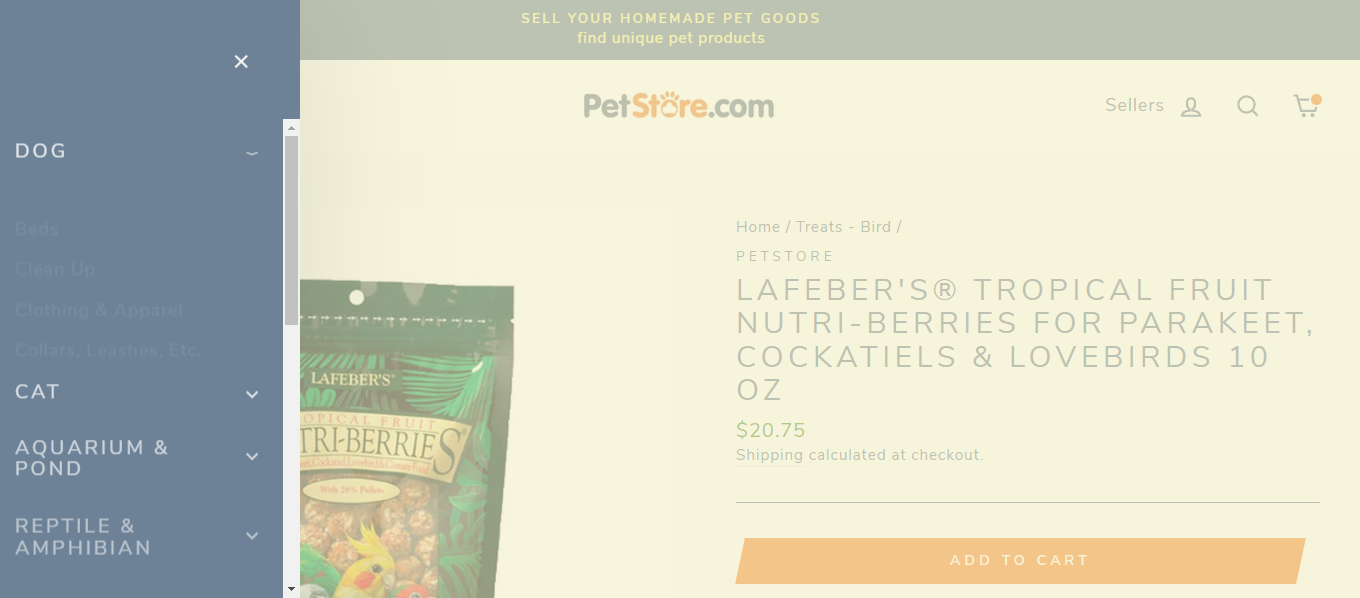 SELL YOUR HOMEMADE PET GOODS
find unique pet products
PetStore.com
Sellers
DOG
Beds
Clean Up
Clothing & Apparel
Collars, Leashes, Etc.
CAT
AQUARIUM &
POND
REPTILE &
AMPHIBIAN
LAFEBER'S
OPICAL FRUIT
TRI-BERRIES
With 26% Pellets
Home / Treats - Bird /
PETSTORE
LAFEBER'S® TROPICAL FRUIT
NUTRI-BERRIES FOR PARAKEET,
COCKATIELS & LOVEBIRDS 10
OZ
$20.75
Shipping calculated at checkout.
ADD TO CART